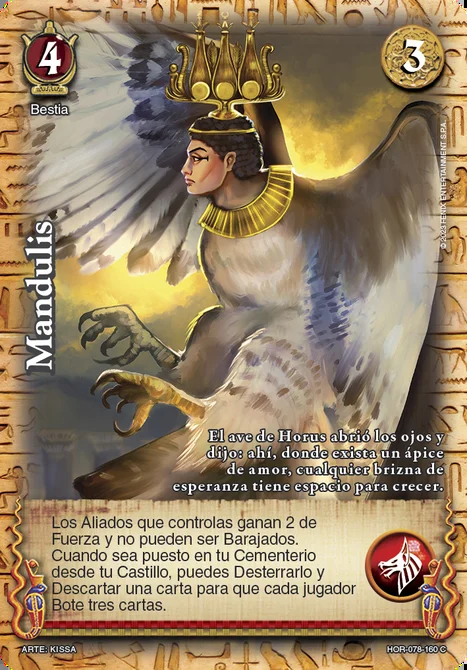 4
3
Bestia
Mandulis
© 2023 FENIX ENTERTAINMENT S.P.A.
El ave de Horus abrió los ojos y
dijo: ahí, donde exista un ápice
de amor, cualquier brizna de
esperanza tiene espacio para crecer.
Los Aliados que controlas ganan 2 de
Fuerza y no pueden ser Barajados.
Cuando sea puesto en tu Cementerio
desde tu Castillo, puedes Desterrarlo y
Descartar una carta para que cada jugador
Bote tres cartas.
ARTE: KISSA
HOR-078-160 C